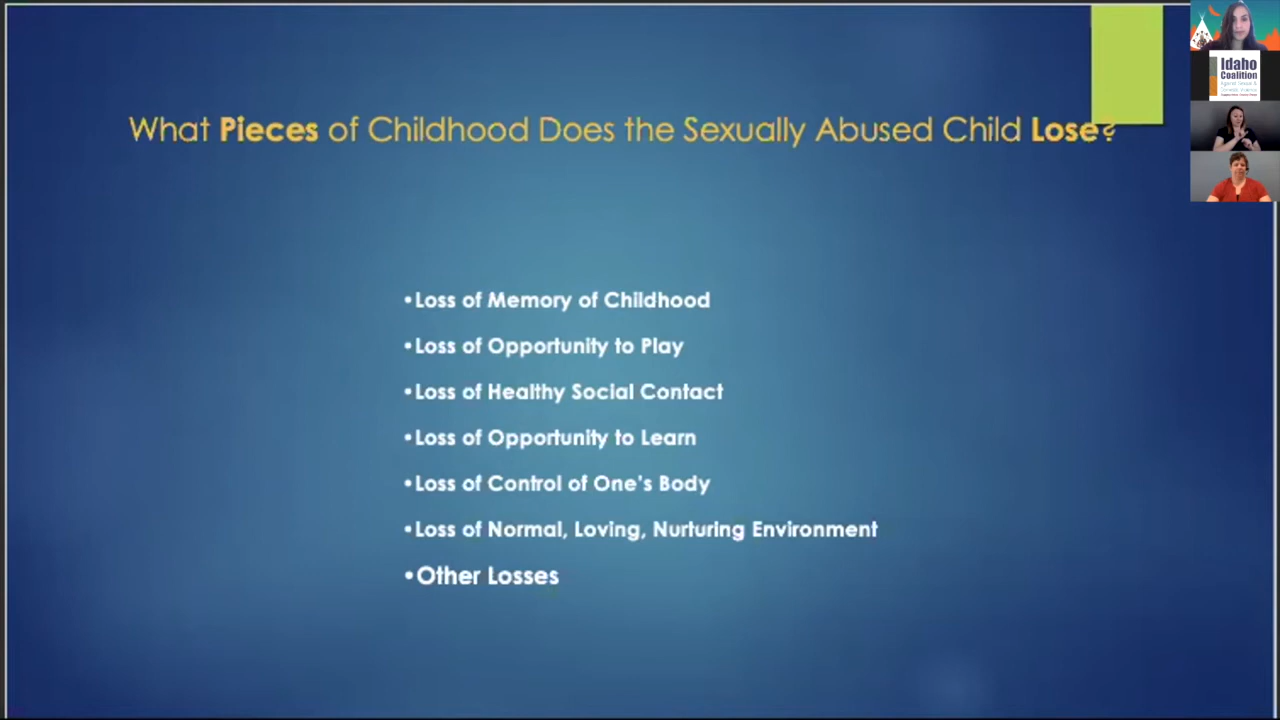 What Pieces of Childhood Does the Sexually Abused Child Lose?
•Loss of Memory of Childhood
•Loss of Opportunity to Play
•Loss of Healthy Social Contact
•Loss of Opportunity to Learn
•Loss of Control of One's Body
•Loss of Normal, Loving, Nurturing Environment
•Other Losses
Idaho
Coalition